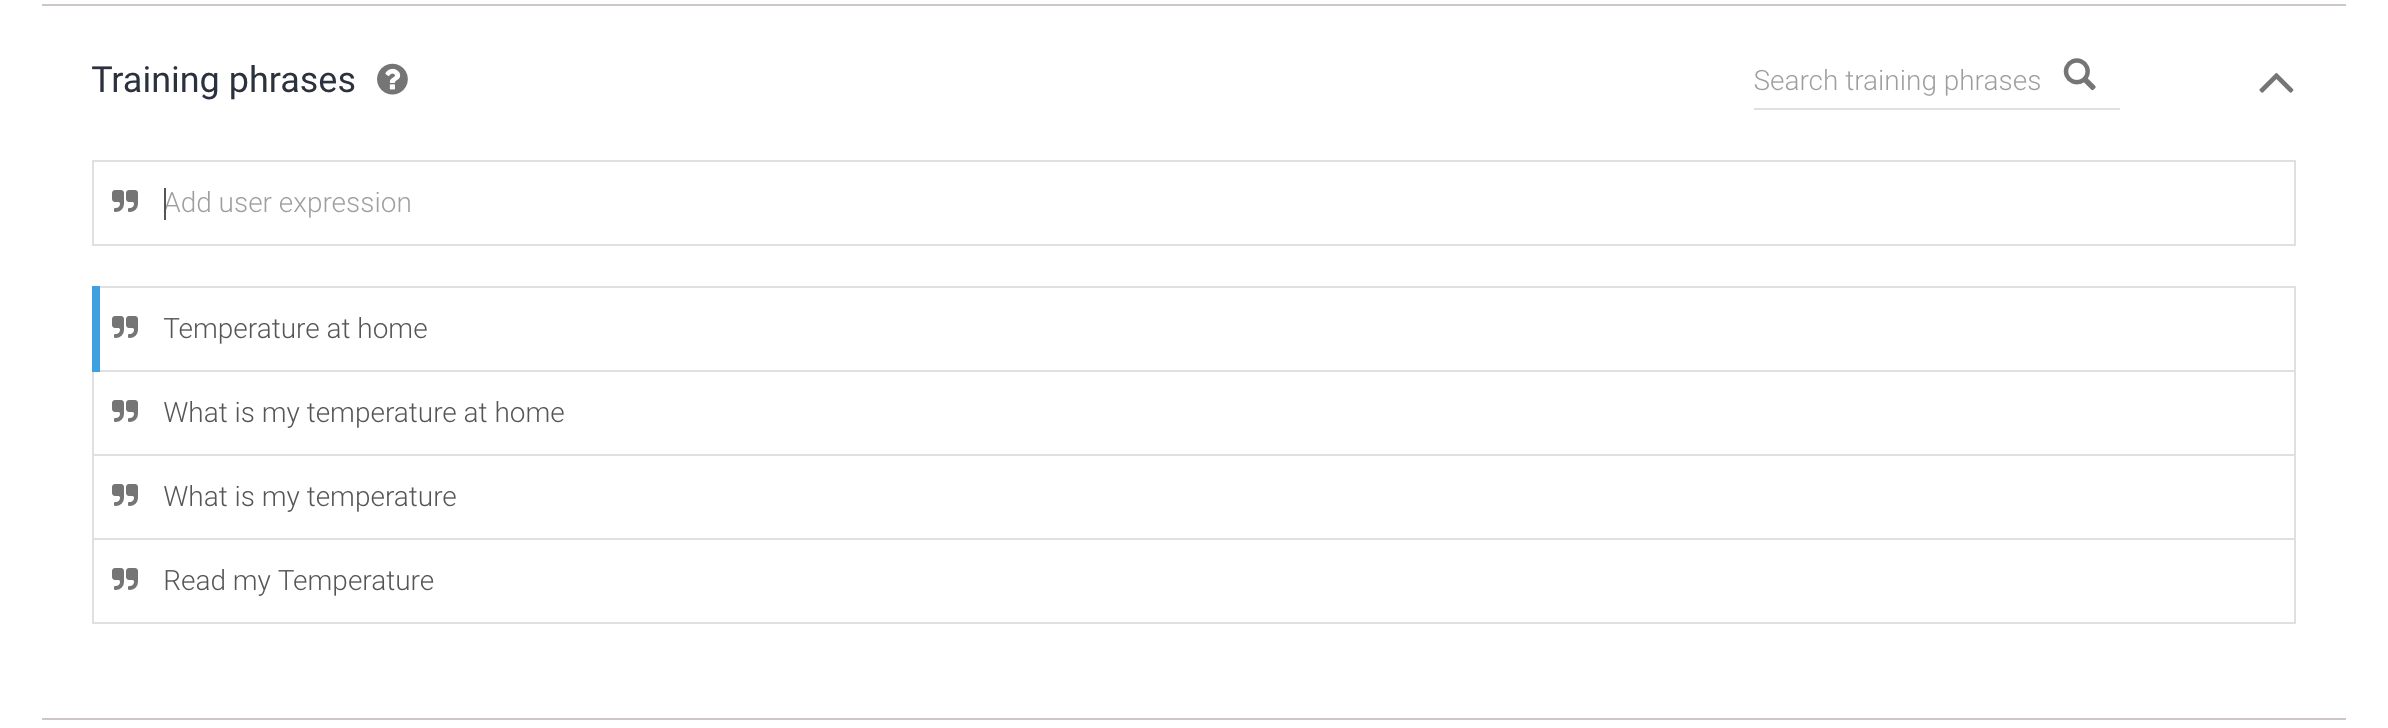 Training phrases
Search training phrases
Add user expression
Temperature at home
What is my temperature at home
What is my temperature
Read my Temperature